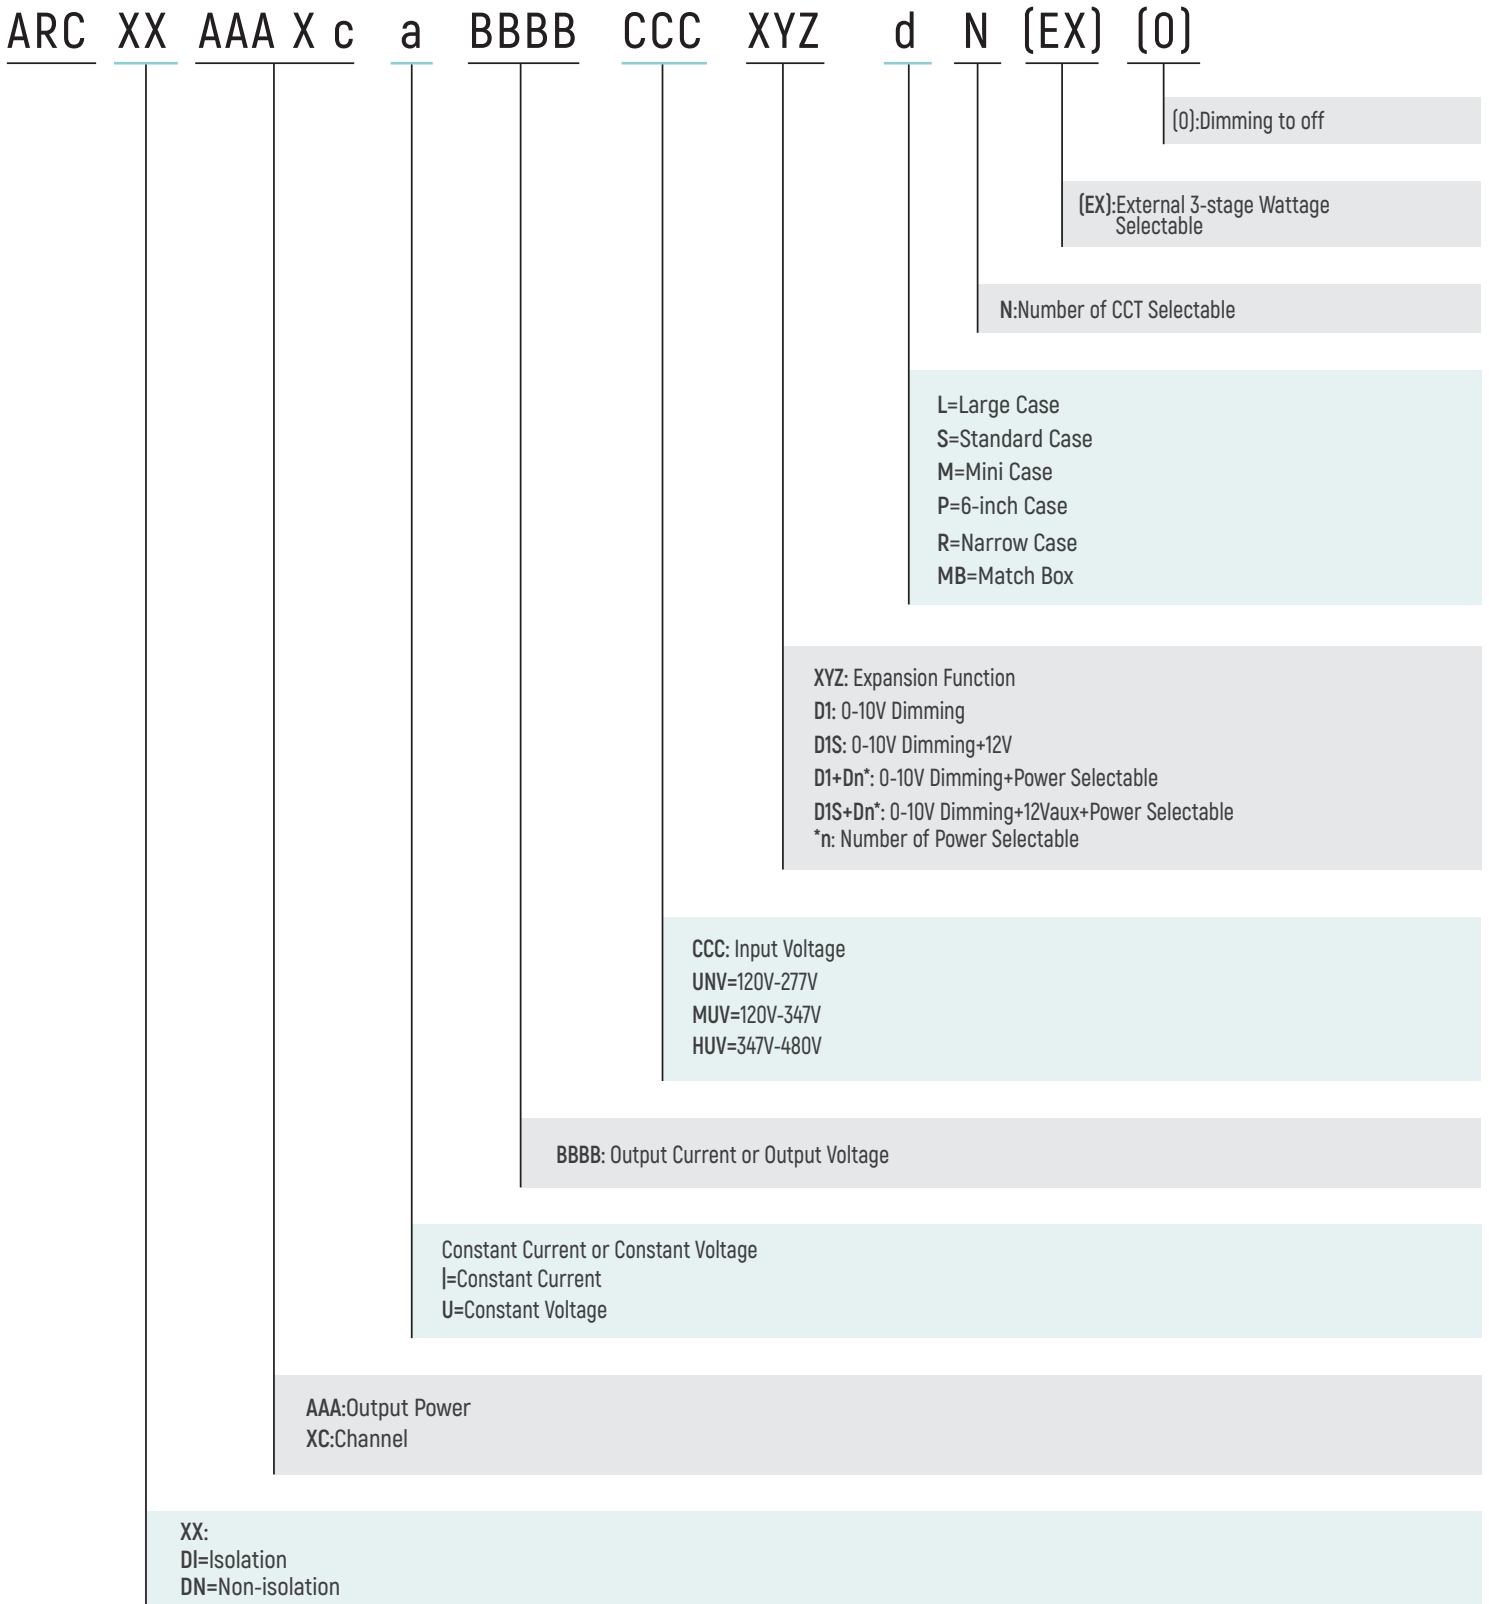 ARC XX AAA X c a BBBB CCC XYZ d N (EX) (0)
(0):Dimming to off
(EX):External 3-stage Wattage
Selectable
N:Number of CCT Selectable
L=Large Case
S=Standard Case
M=Mini Case
P=6-inch Case
R=Narrow Case
MB=Match Box
XYZ: Expansion Function
D1: 0-10V Dimming
D1S: 0-10V Dimming+12V
D1+Dn*: 0-10V Dimming+Power Selectable
D1S+Dn*: 0-10V Dimming+12Vaux+Power Selectable
*n: Number of Power Selectable
CCC: Input Voltage
UNV=120V-277V
MUV=120V-347V
HUV=347V-480V
BBBB: Output Current or Output Voltage
Constant Current or Constant Voltage
I=Constant Current
U=Constant Voltage
AAA:Output Power
XC:Channel
XX:
DI=Isolation
DN=Non-isolation